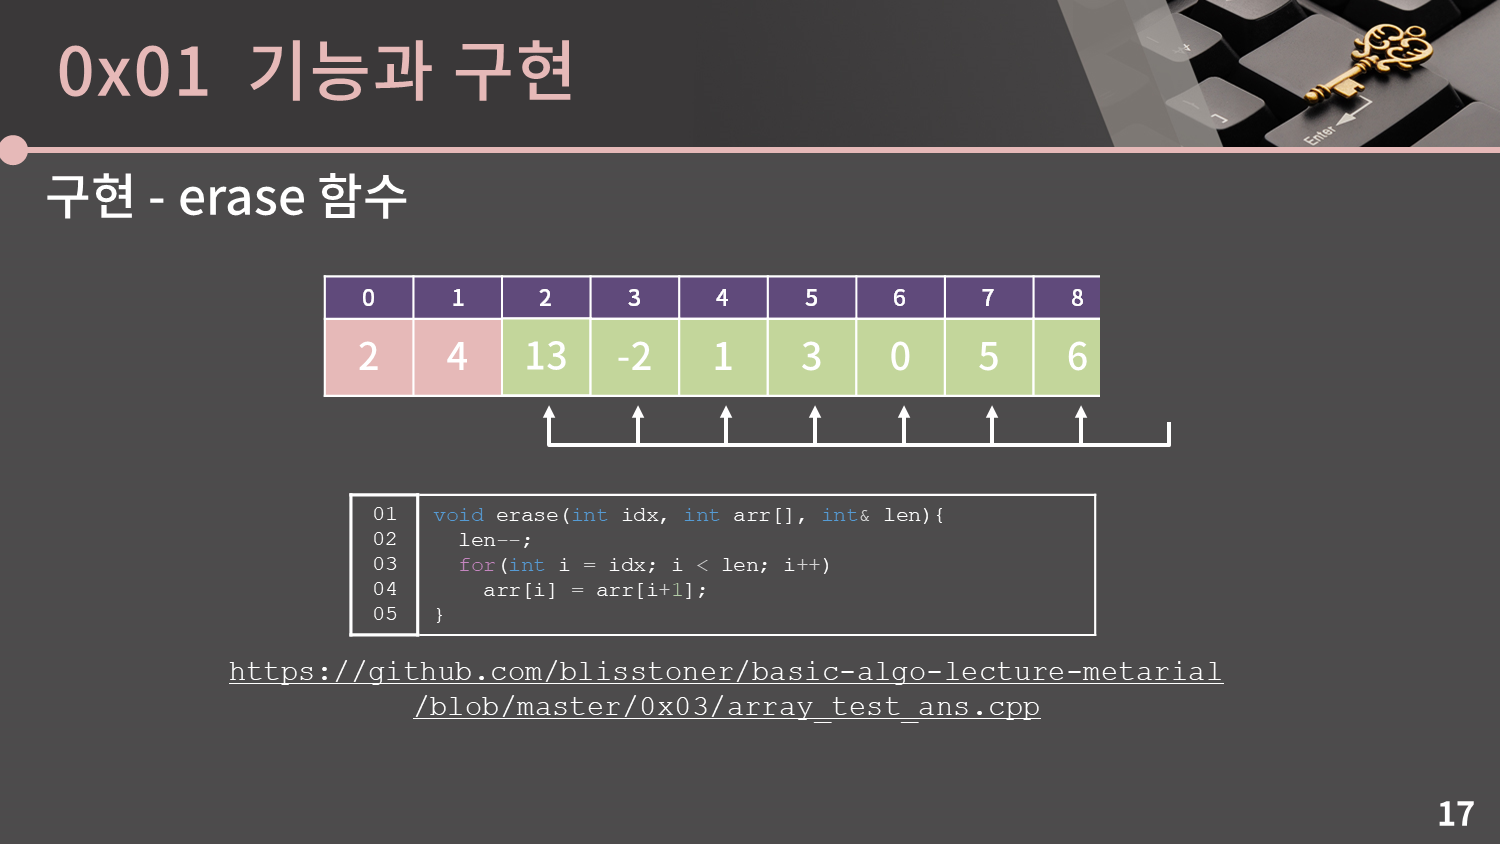 0x01 기능과 구현
Enter
구현 - erase 함수
0 1 2 3 4 5 6 7 8
2 4 13 -2 1 3 0 5 6
01 void erase(int idx, int arr[], int& len){
02 len--;
03 for(int i = idx; i < len; i++)
04 arr[i] = arr[i+1];
05 }
https://github.com/blisstoner/basic-algo-lecture-metarial
/blob/master/0x03/array_test_ans.cpp
17